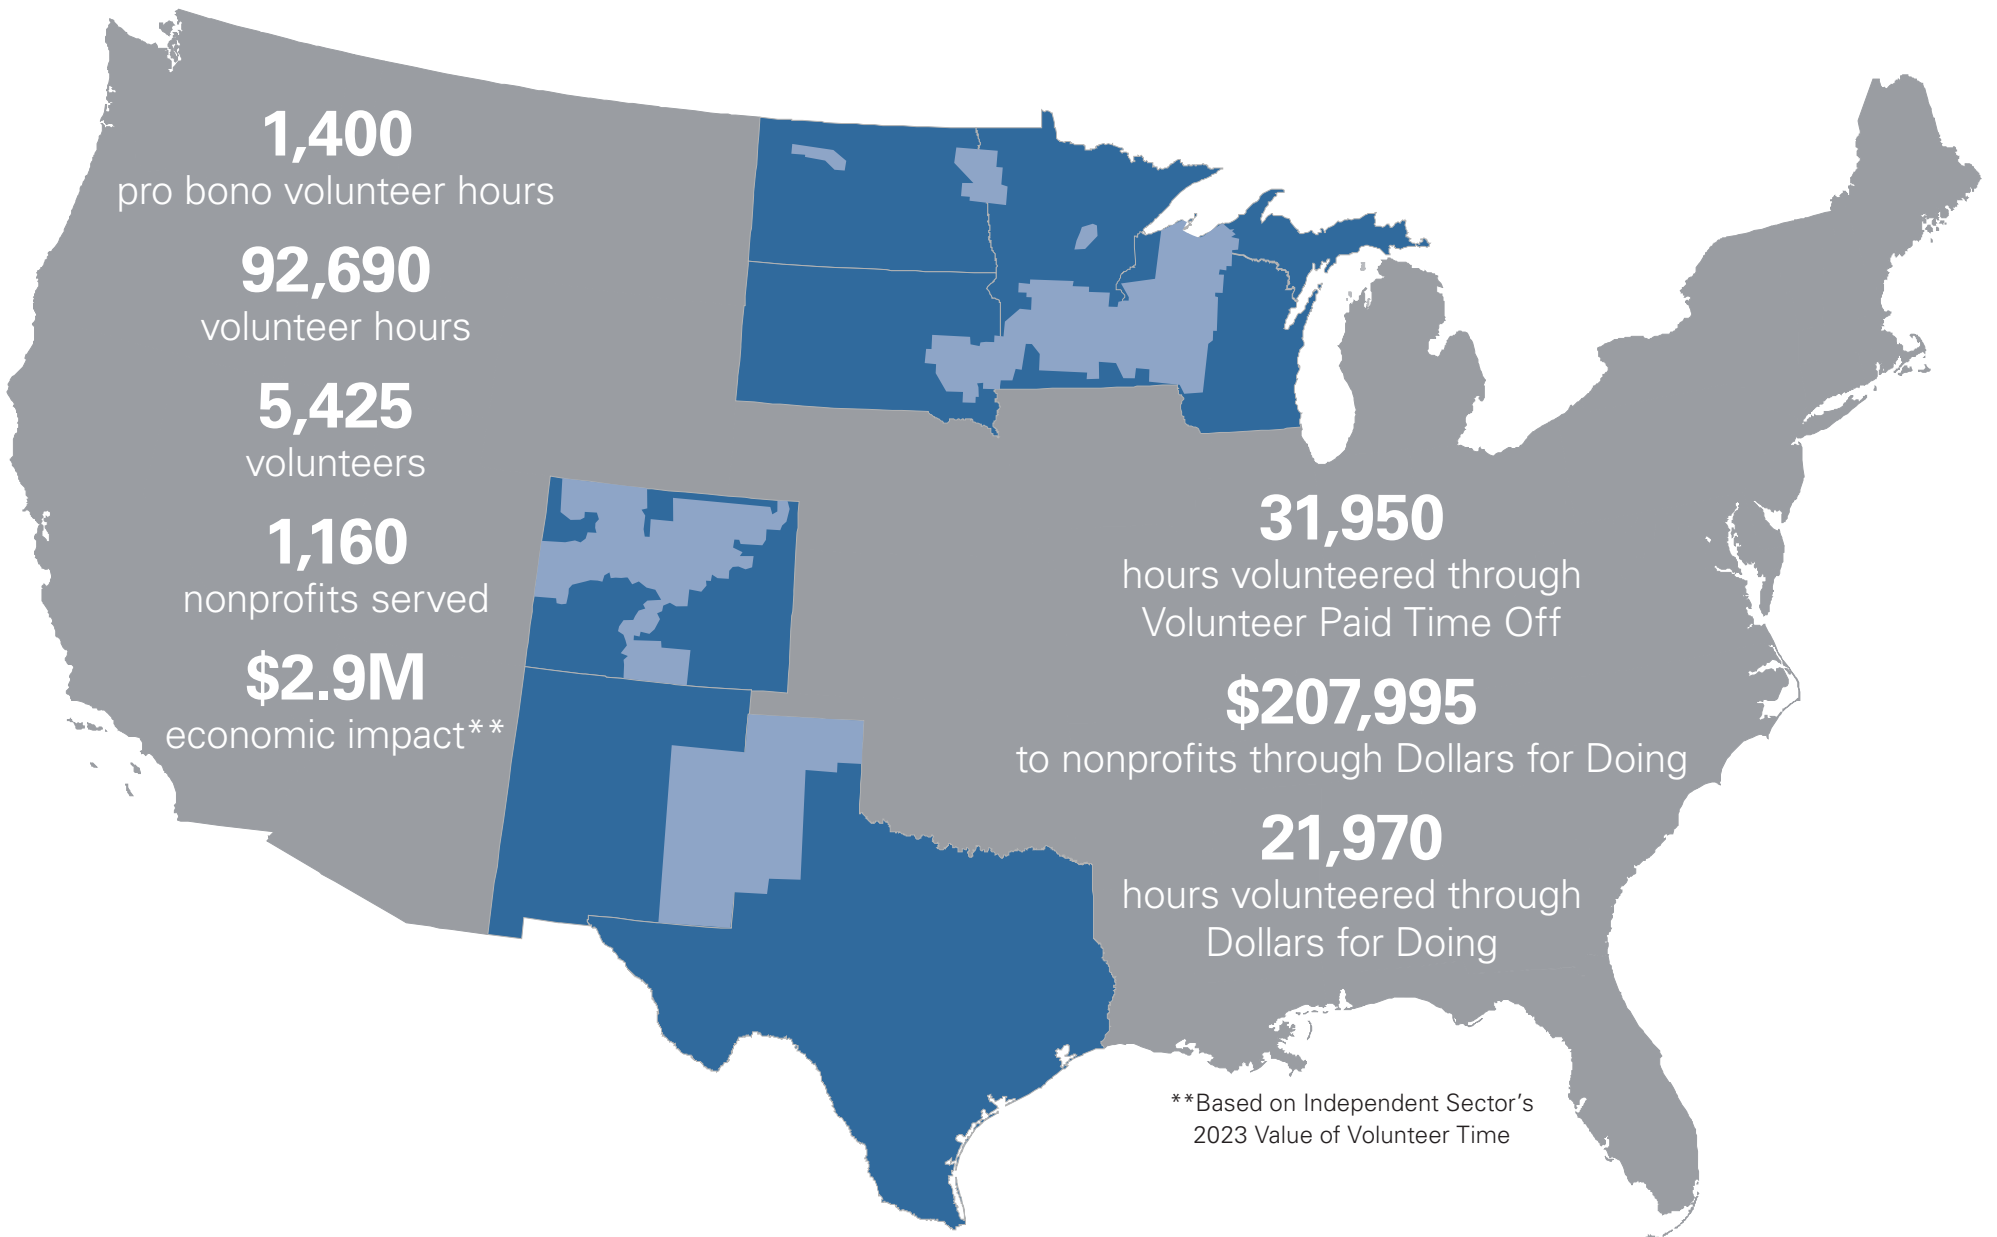 1,400
pro bono volunteer hours
92,690
volunteer hours
5,425
volunteers
1,160
nonprofits served
$2.9M
economic impact**
31,950
hours volunteered through
Volunteer Paid Time Off
$207,995
to nonprofits through Dollars for Doing
21,970
hours volunteered through
Dollars for Doing
**Based on Independent Sector’s
2023 Value of Volunteer Time